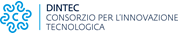 DINTEC
CONSORZIO PER L'INNOVAZIONE
TECNOLOGICA